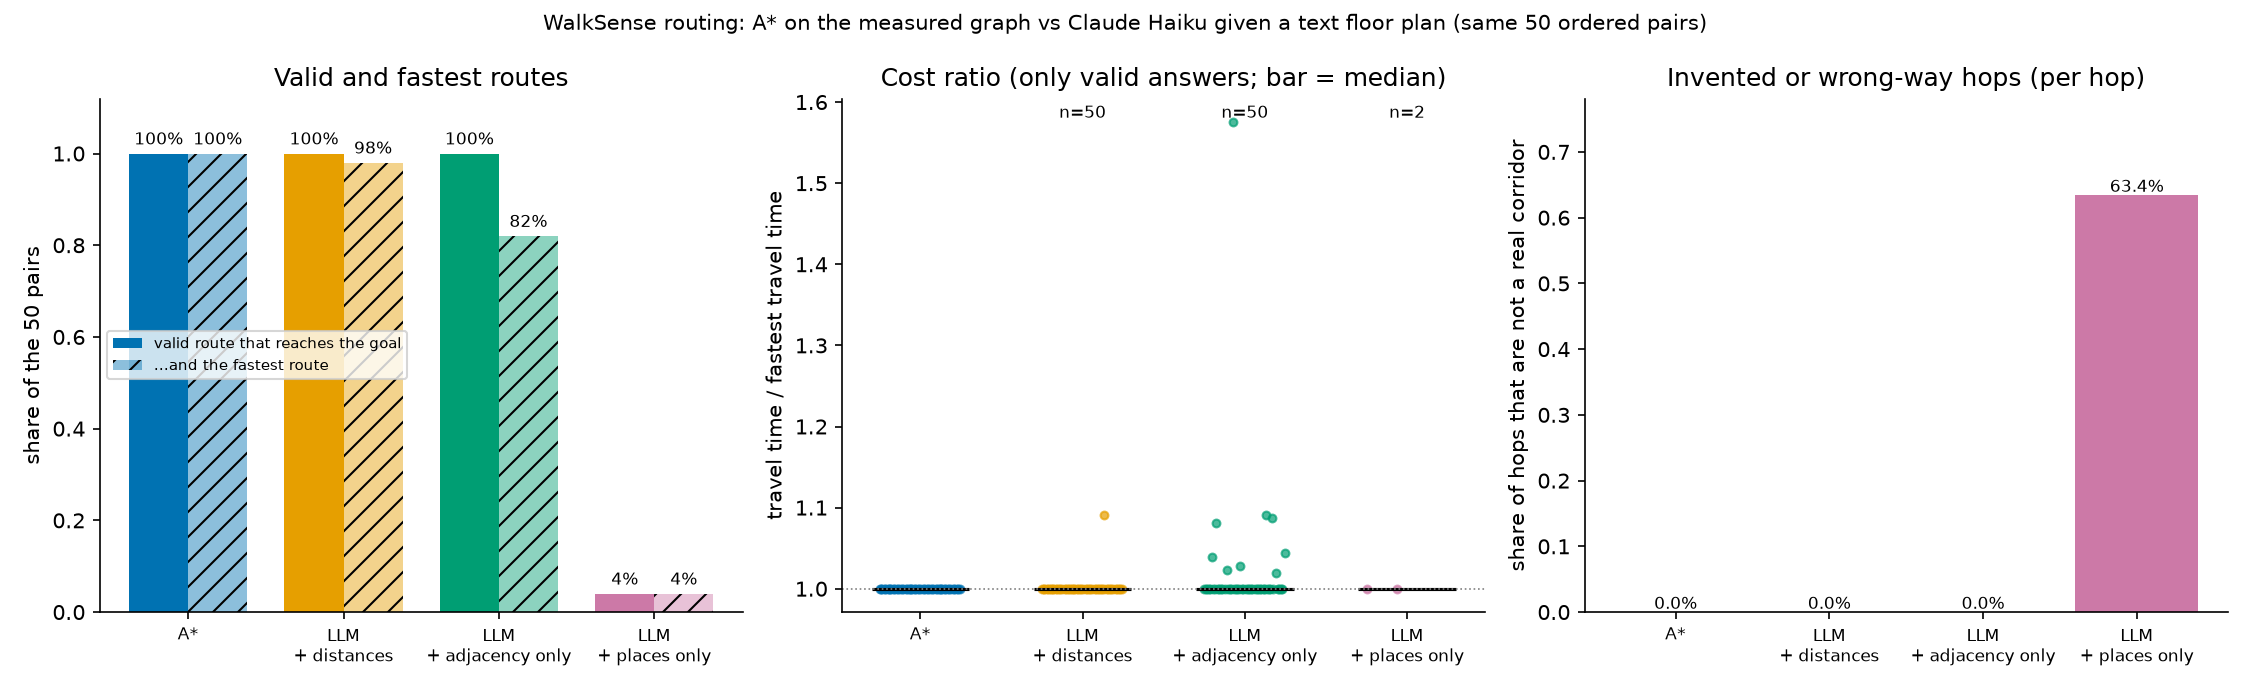 WalkSense routing: A* on the measured graph vs Claude Haiku given a text floor plan (same 50 ordered pairs)
Valid and fastest routes
share of the 50 pairs
1.0
0.8
0.6
0.4
0.2
0.0
100% 100%
100% 98%
100% 82%
4% 4%
valid route that reaches the goal
...and the fastest route
A*
LLM
+ distances
LLM
+ adjacency only
LLM
+ places only
Cost ratio (only valid answers; bar = median)
travel time / fastest travel time
1.6
1.5
1.4
1.3
1.2
1.1
1.0
n=50
n=50
n=2
A*
LLM
+ distances
LLM
+ adjacency only
LLM
+ places only
Invented or wrong-way hops (per hop)
share of hops that are not a real corridor
0.7
0.6
0.5
0.4
0.3
0.2
0.1
0.0
0.0%
0.0%
0.0%
63.4%
A*
LLM
+ distances
LLM
+ adjacency only
LLM
+ places only